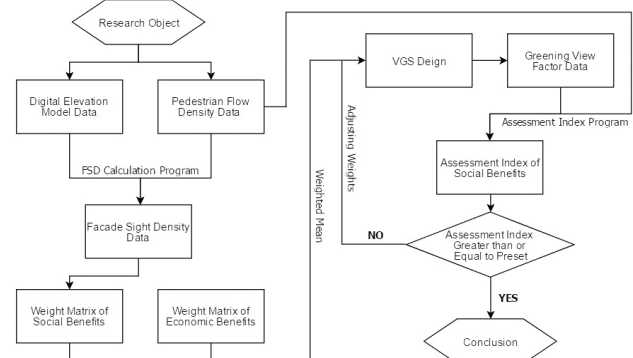 Research Object
Digital Elevation
Model Data
Pedestrian Flow
Density Data
FSD Calculation Program
Facade Sight Density
Data
Weight Matrix of
Social Benefits
Weight Matrix of
Economic Benefits
Weighted Mean
Adjusting Weights
VGS Deign
Greening View
Factor Data
Assessment Index Program
Assessment Index of
Social Benefits
Assessment Index
Greater than or
Equal to Preset
NO
YES
Conclusion